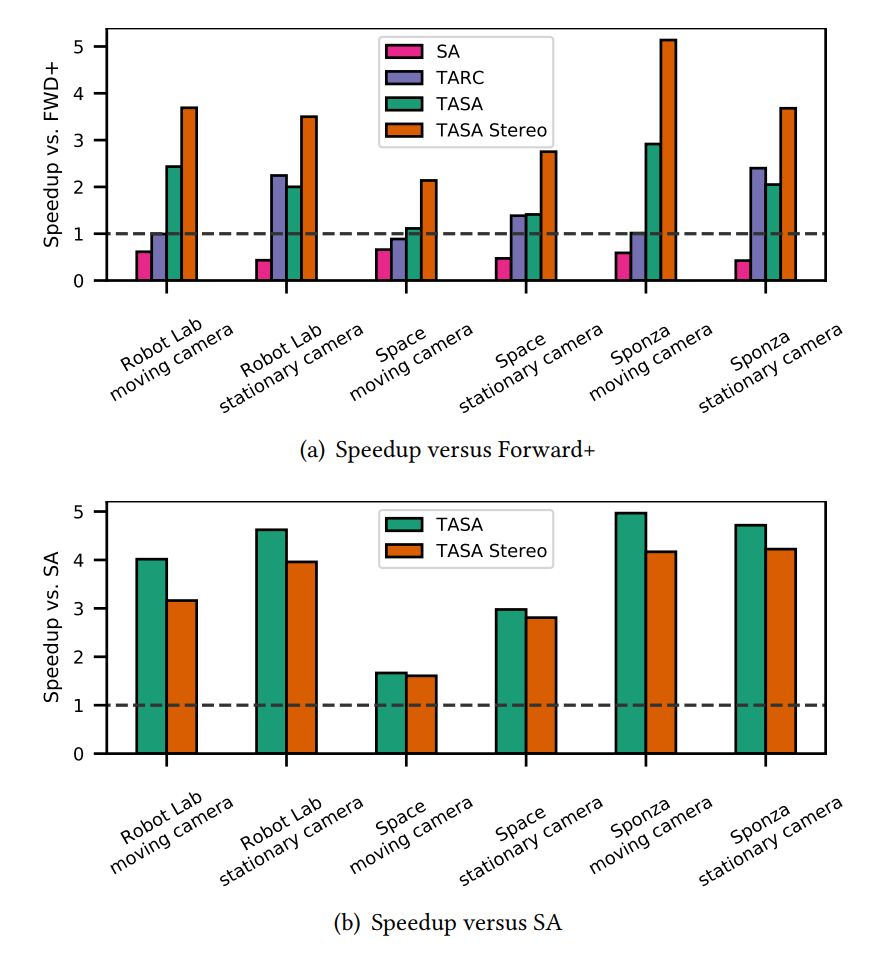 Speedup vs. FWD+
5
4
3
2
1
0
SA
TARC
TASA
TASA Stereo
Robot Lab
moving camera
Robot Lab
stationary camera
Space
moving camera
Space
stationary camera
Sponza
moving camera
Sponza
stationary camera
(a) Speedup versus Forward+
Speedup vs. SA
5
4
3
2
1
0
TASA
TASA Stereo
Robot Lab
moving camera
Robot Lab
stationary camera
Space
moving camera
Space
stationary camera
Sponza
moving camera
Sponza
stationary camera
(b) Speedup versus SA